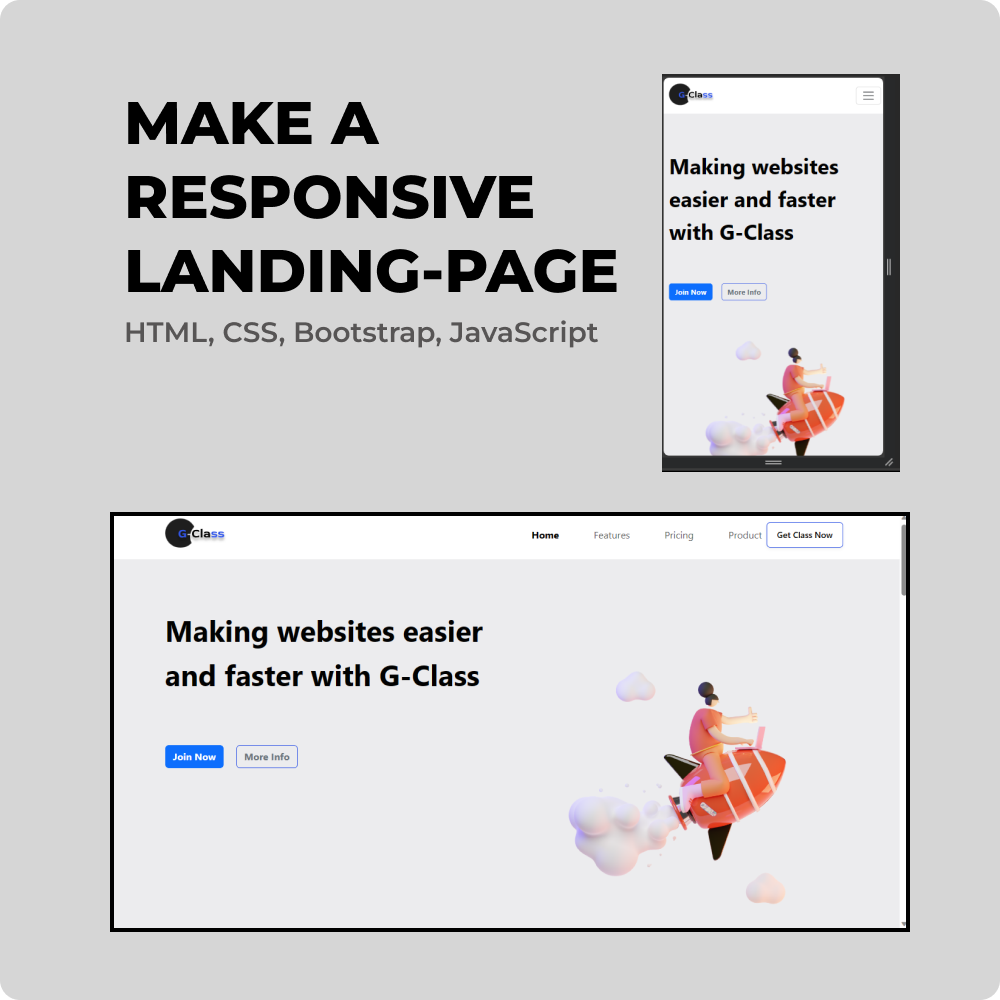 MAKE A
RESPONSIVE
LANDING-PAGE
HTML, CSS, Bootstrap, JavaScript
G-Class
Making websites
easier and faster
with G-Class
Join Now More Info
G-Class Home Features Pricing Product Get Class Now
Making websites easier
and faster with G-Class
Join Now More Info